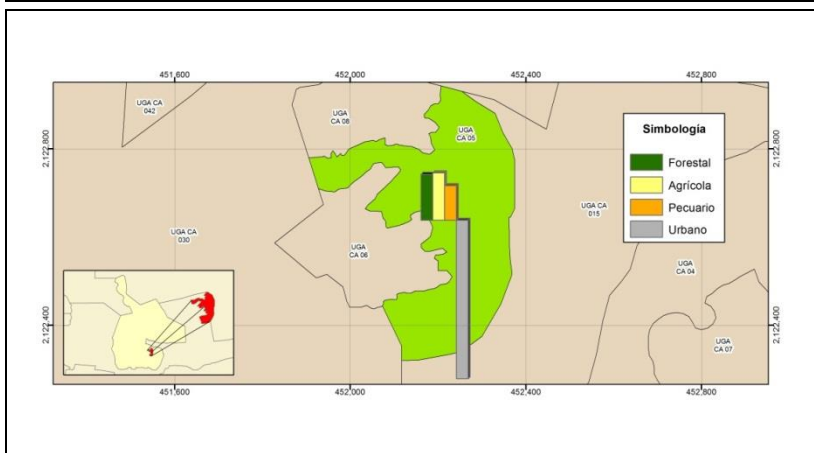 451,600
452,000
452,400
452,800
UGA CA
042
UGA
CA 08
UGA
CA 05
Simbología
Forestal
Agrícola
Pecuario
Urbano
2,122,800
2,122,800
UGA CA
030
UGA
CA 06
UGA CA
015
UGA
CA 04
UGA
CA 07
2,122,400
2,122,400
451,600
452,000
452,400
452,800